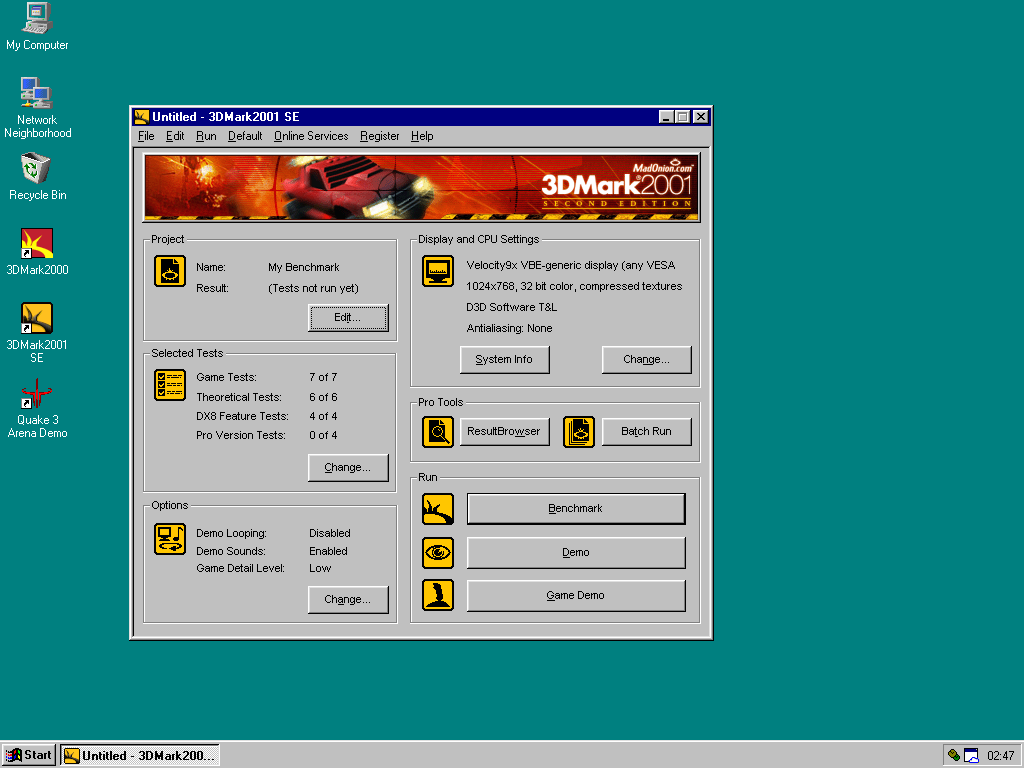 My Computer
Network
Neighborhood
Recycle Bin
3DMark2000
3DMark2001
SE
Quake 3
Arena Demo
Untitled - 3DMark2001 SE
File Edit Run Default Online Services Register Help
MadOnion.com
3DMark®2001
SECOND EDITION
Project
Name: My Benchmark
Result: (Tests not run yet)
Edit...
Selected Tests
Game Tests: 7 of 7
Theoretical Tests: 6 of 6
DX8 Feature Tests: 4 of 4
Pro Version Tests: 0 of 4
Change...
Options
Demo Looping: Disabled
Demo Sounds: Enabled
Game Detail Level: Low
Change...
Display and CPU Settings
Velocity9x VBE-generic display (any VESA
1024x768, 32 bit color, compressed textures
D3D Software T&L
Antialiasing: None
System Info Change...
Pro Tools
ResultBrowser Batch Run
Run
Benchmark
Demo
Game Demo
Start Untitled - 3DMark200... 02:47